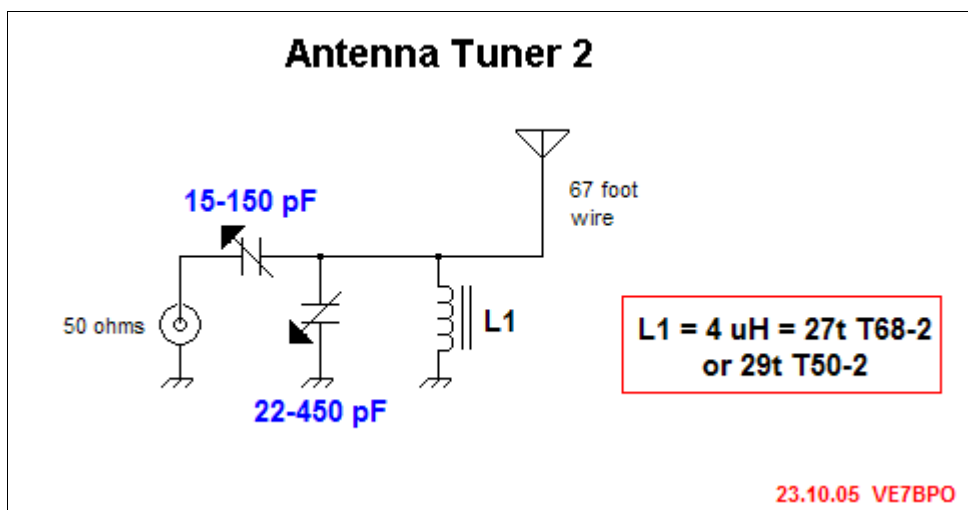 Antenna Tuner 2
15-150 pF
67 foot
wire
50 ohms
L1
22-450 pF
L1 = 4 uH = 27t T68-2
or 29t T50-2
23.10.05 VE7BPO